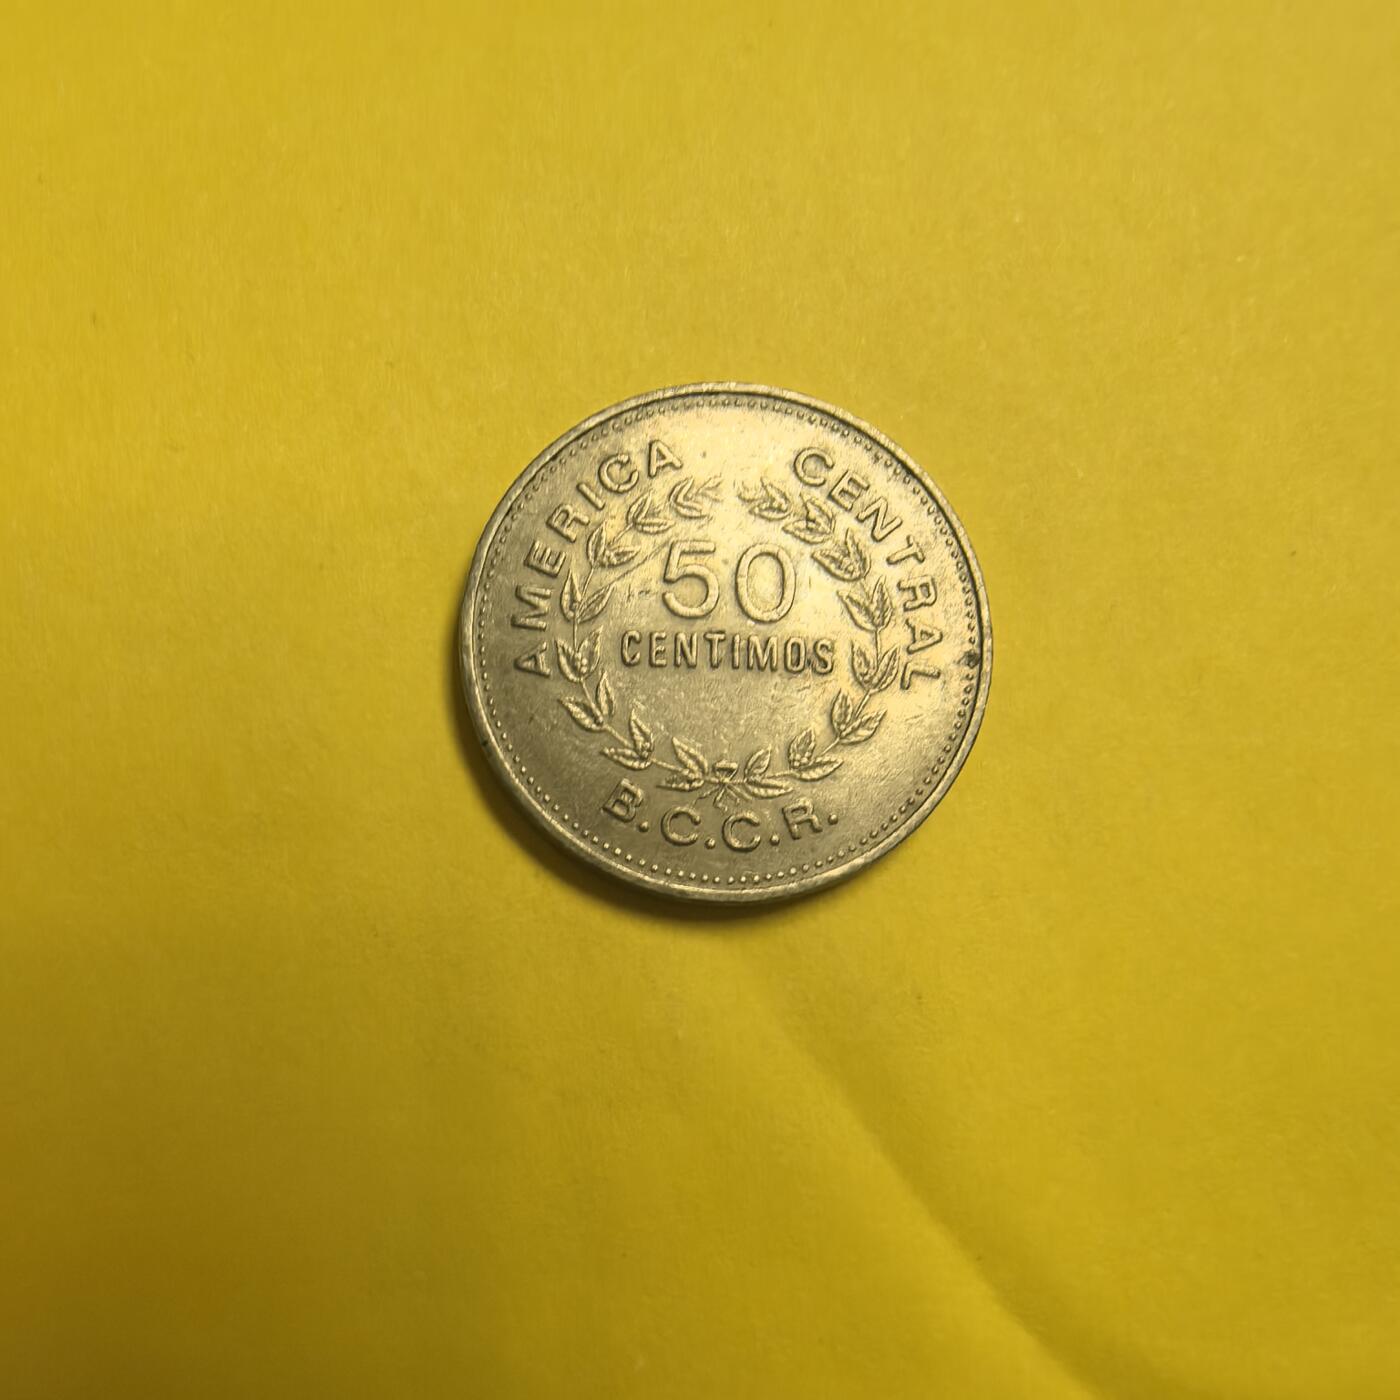 AMERICA CENTRAL
50
CENTIMOS
B.C.C.R.